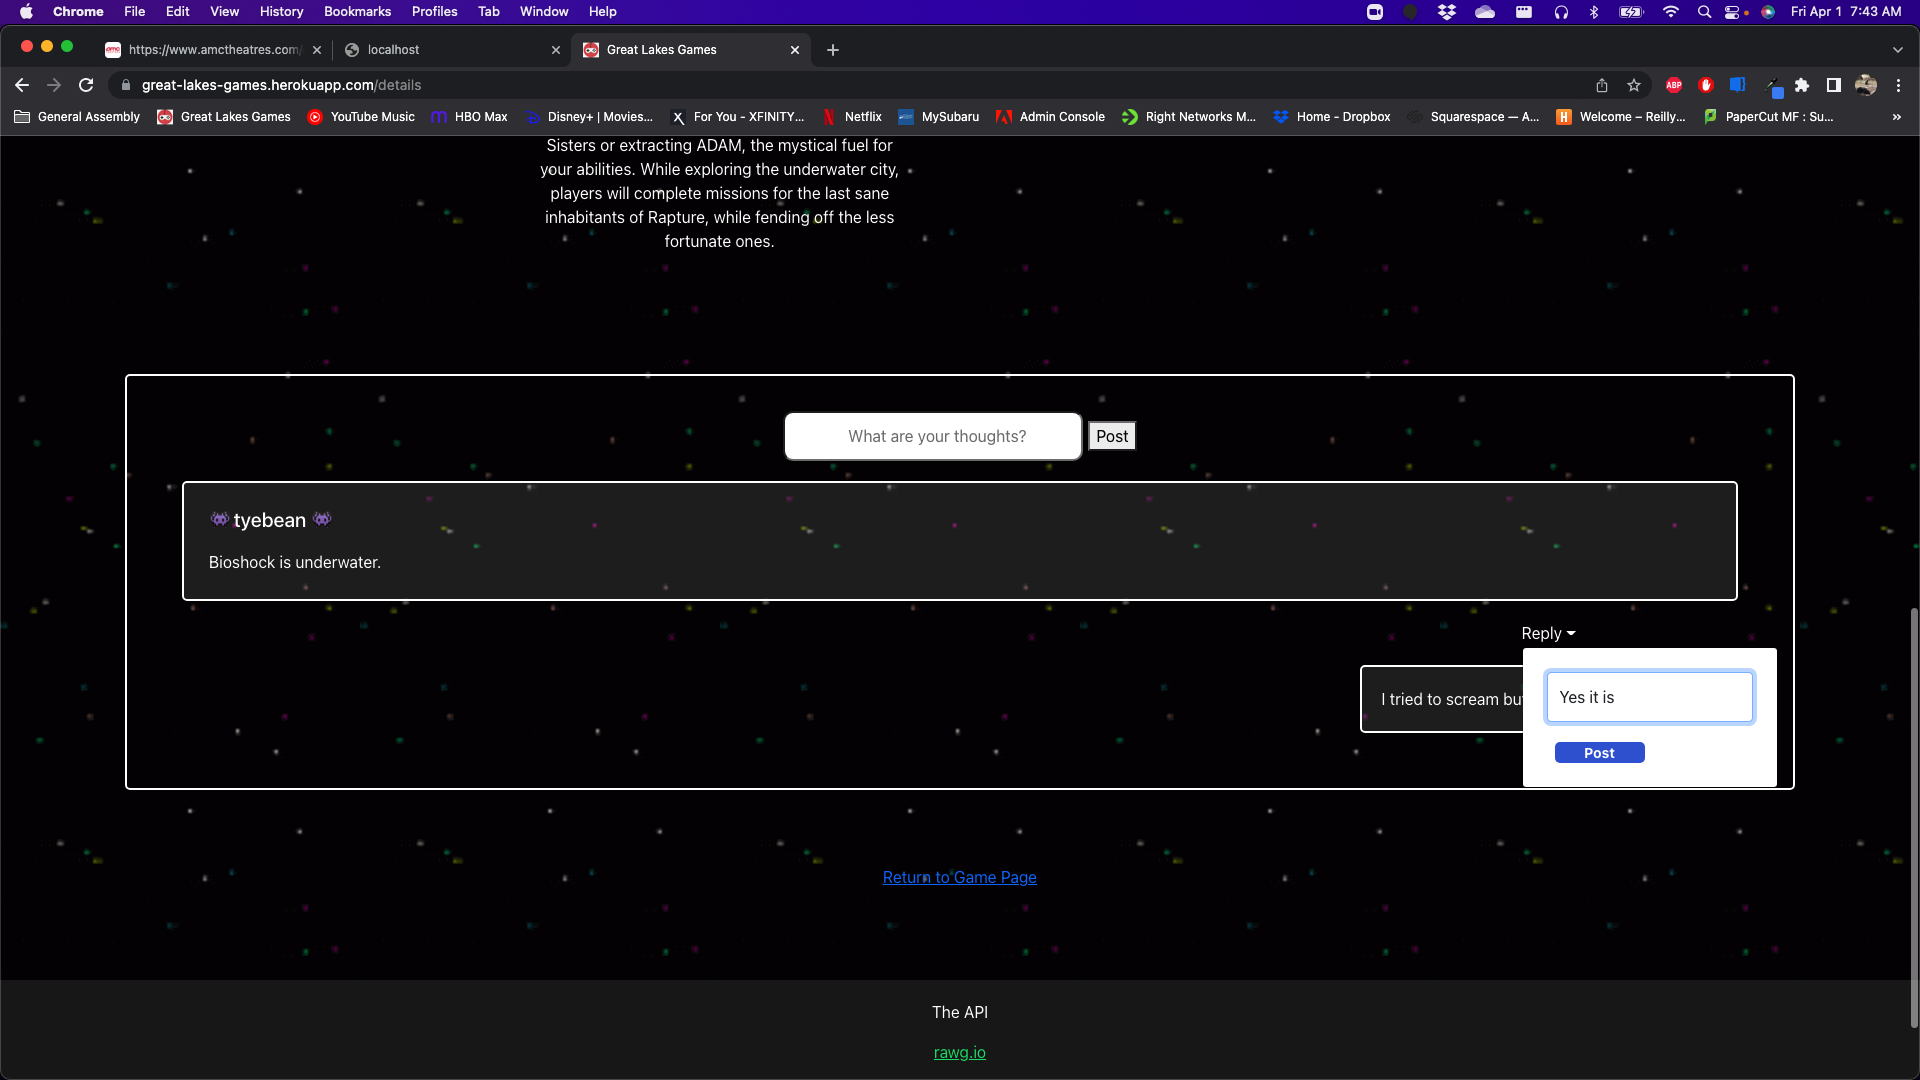 Chrome File Edit View History Bookmarks Profiles Tab Window Help Fri Apr 1 7:43 AM
https://www.amctheatres.com/ localhost Great Lakes Games
great-lakes-games.herokuapp.com/details ABP
General Assembly Great Lakes Games YouTube Music HBO Max Disney+ | Movies... For You - XFINITY... Netflix MySubaru Admin Console Right Networks M... Home - Dropbox Squarespace — A... Welcome – Reilly... PaperCut MF : Su... »
Sisters or extracting ADAM, the mystical fuel for
your abilities. While exploring the underwater city,
players will complete missions for the last sane
inhabitants of Rapture, while fending off the less
fortunate ones.
What are your thoughts? Post
tyebean
Bioshock is underwater.
Reply
I tried to scream bu
Yes it is
Post
Return to Game Page
The API
rawg.io